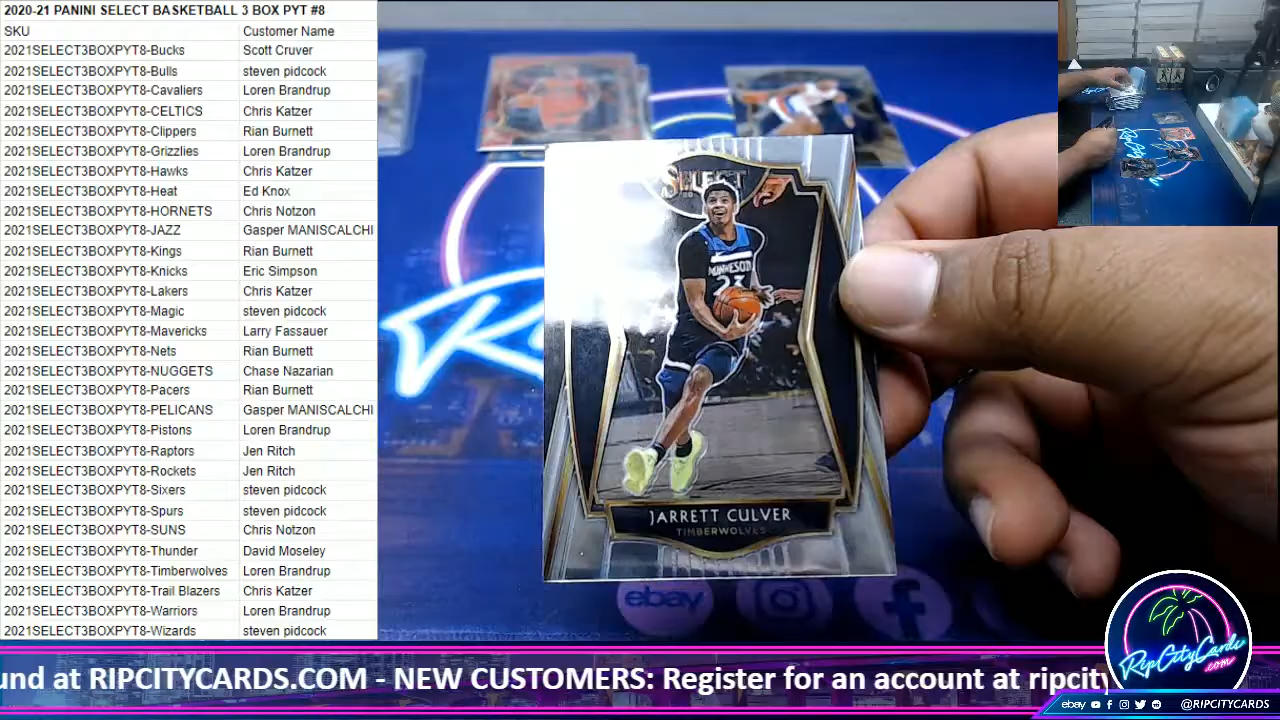 2020-21 PANINI SELECT BASKETBALL 3 BOX PYT #8
SKU Customer Name
2021SELECT3BOXPYT8-Bucks Scott Cruver
2021SELECT3BOXPYT8-Bulls steven pidcock
2021SELECT3BOXPYT8-Cavaliers Loren Brandrup
2021SELECT3BOXPYT8-CELTICS Chris Katzer
2021SELECT3BOXPYT8-Clippers Rian Burnett
2021SELECT3BOXPYT8-Grizzlies Loren Brandrup
2021SELECT3BOXPYT8-Hawks Chris Katzer
2021SELECT3BOXPYT8-Heat Ed Knox
2021SELECT3BOXPYT8-HORNETS Chris Notzon
2021SELECT3BOXPYT8-JAZZ Gasper MANISCALCHI
2021SELECT3BOXPYT8-Kings Rian Burnett
2021SELECT3BOXPYT8-Knicks Eric Simpson
2021SELECT3BOXPYT8-Lakers Chris Katzer
2021SELECT3BOXPYT8-Magic steven pidcock
2021SELECT3BOXPYT8-Mavericks Larry Fassauer
2021SELECT3BOXPYT8-Nets Rian Burnett
2021SELECT3BOXPYT8-NUGGETS Chase Nazarian
2021SELECT3BOXPYT8-Pacers Rian Burnett
2021SELECT3BOXPYT8-PELICANS Gasper MANISCALCHI
2021SELECT3BOXPYT8-Pistons Loren Brandrup
2021SELECT3BOXPYT8-Raptors Jen Ritch
2021SELECT3BOXPYT8-Rockets Jen Ritch
2021SELECT3BOXPYT8-Sixers steven pidcock
2021SELECT3BOXPYT8-Spurs steven pidcock
2021SELECT3BOXPYT8-SUNS Chris Notzon
2021SELECT3BOXPYT8-Thunder David Moseley
2021SELECT3BOXPYT8-Timberwolves Loren Brandrup
2021SELECT3BOXPYT8-Trail Blazers Chris Katzer
2021SELECT3BOXPYT8-Warriors Loren Brandrup
2021SELECT3BOXPYT8-Wizards steven pidcock
SELECT
MINNESOTA
23
JARRETT CULVER
TIMBERWOLVES
ebay
und at RIPCITYCARDS.COM - NEW CUSTOMERS: Register for an account at ripcity
RipCityCards
.com
ebay @RIPCITYCARDS